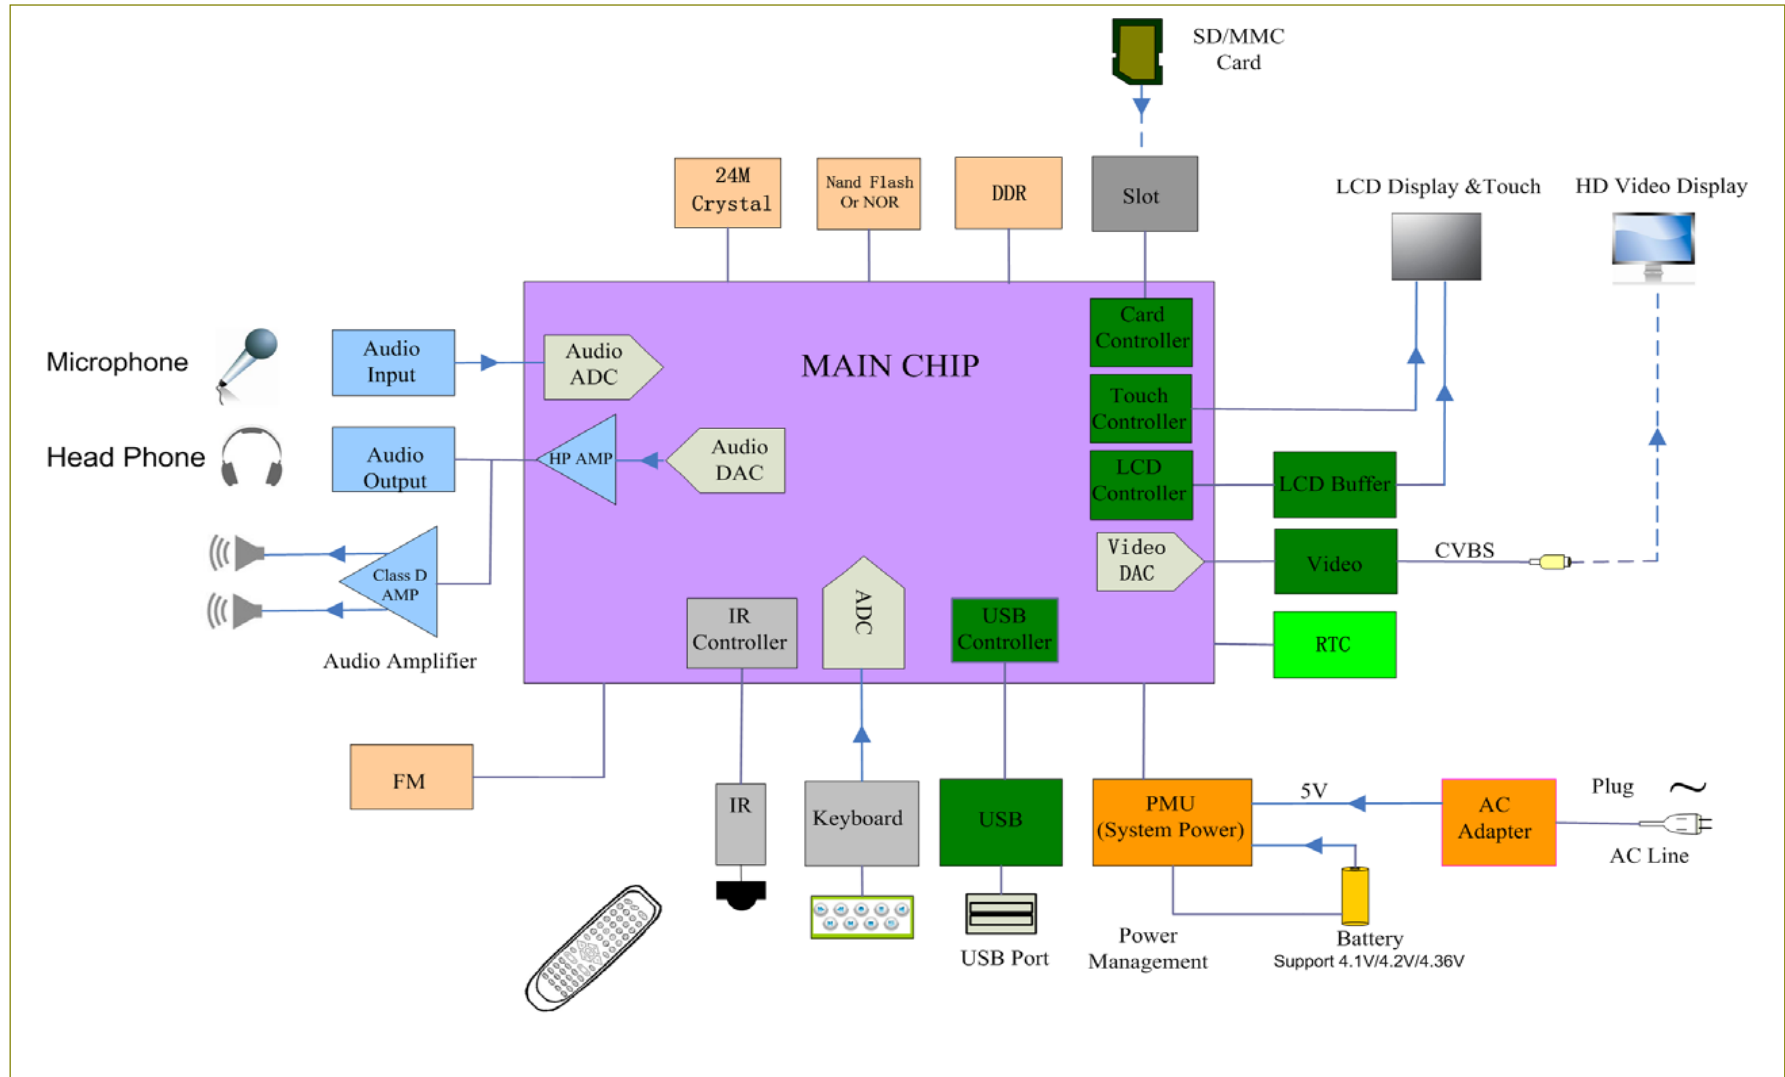 SD/MMC
Card
24M
Crystal
Nand Flash
Or NOR
DDR
Slot
LCD Display &Touch
HD Video Display
Microphone
Audio
Input
Audio
ADC
MAIN CHIP
Card
Controller
Touch
Controller
Head Phone
Audio
Output
HP AMP
Audio
DAC
LCD
Controller
LCD Buffer
Video
DAC
Video
CVBS
Class D
AMP
Audio Amplifier
IR
Controller
ADC
USB
Controller
RTC
FM
IR
Keyboard
USB
PMU
(System Power)
5V
AC
Adapter
Plug
~
AC Line
USB Port
Power
Management
Battery
Support 4.1V/4.2V/4.36V